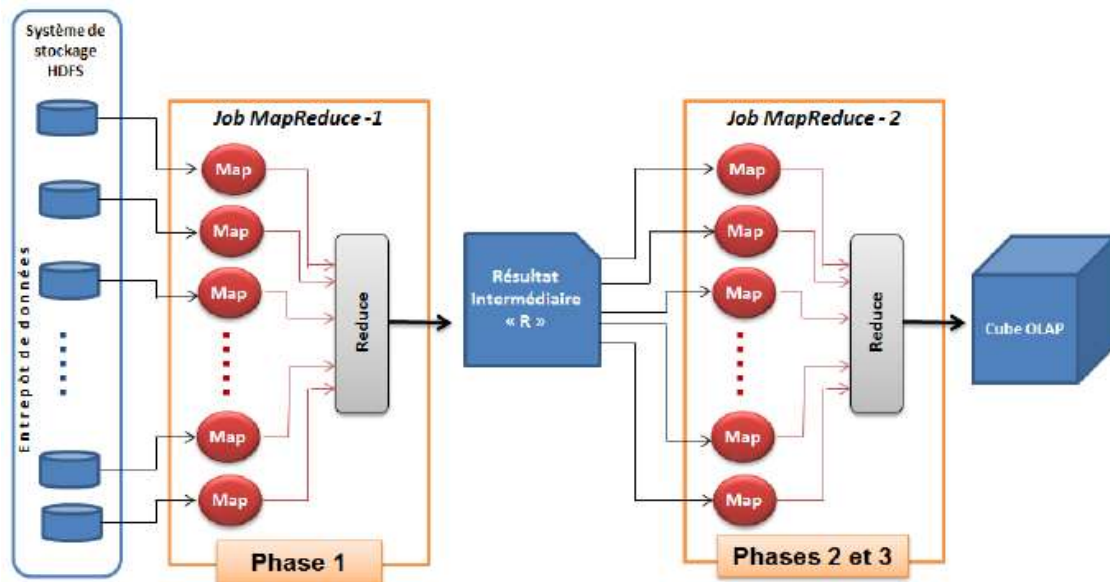 Système de
stockage
HDFS
Entrepôt de données
Job MapReduce -1
Map
Map
Map
Map
Map
Reduce
Phase 1
Résultat
Intermédiaire
« R »
Job MapReduce - 2
Map
Map
Map
Map
Map
Reduce
Phases 2 et 3
Cube OLAP